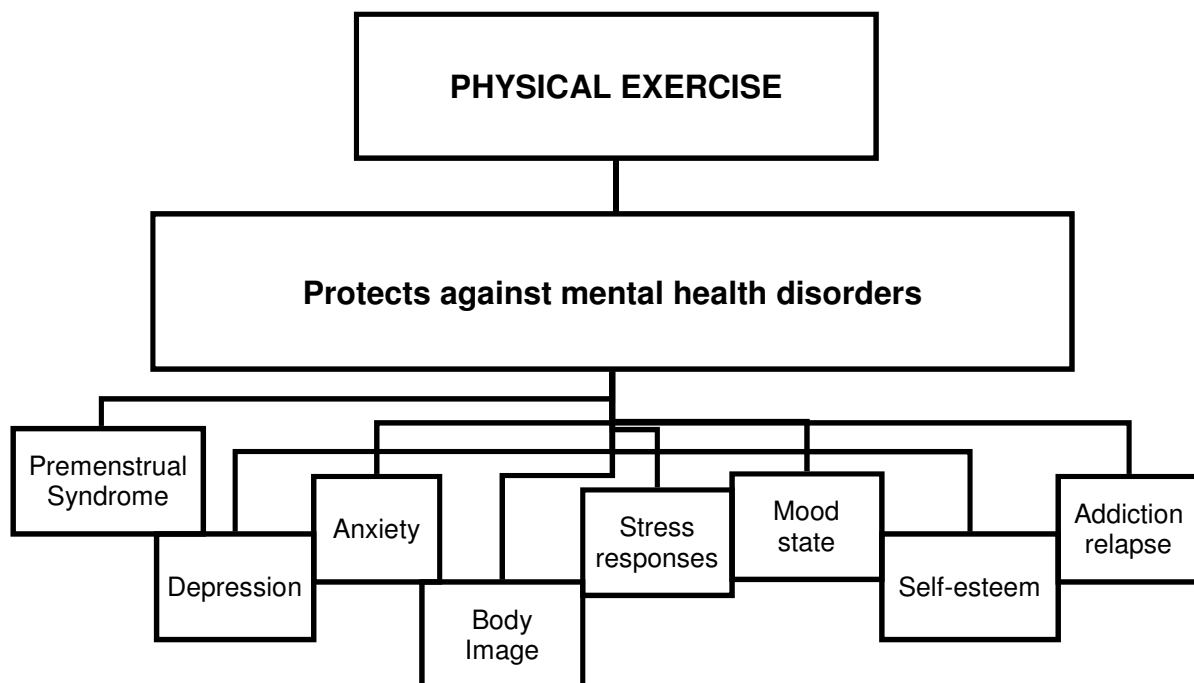 PHYSICAL EXERCISE
Protects against mental health disorders
Premenstrual
Syndrome
Depression
Anxiety
Body
Image
Stress
responses
Mood
state
Self-esteem
Addiction
relapse